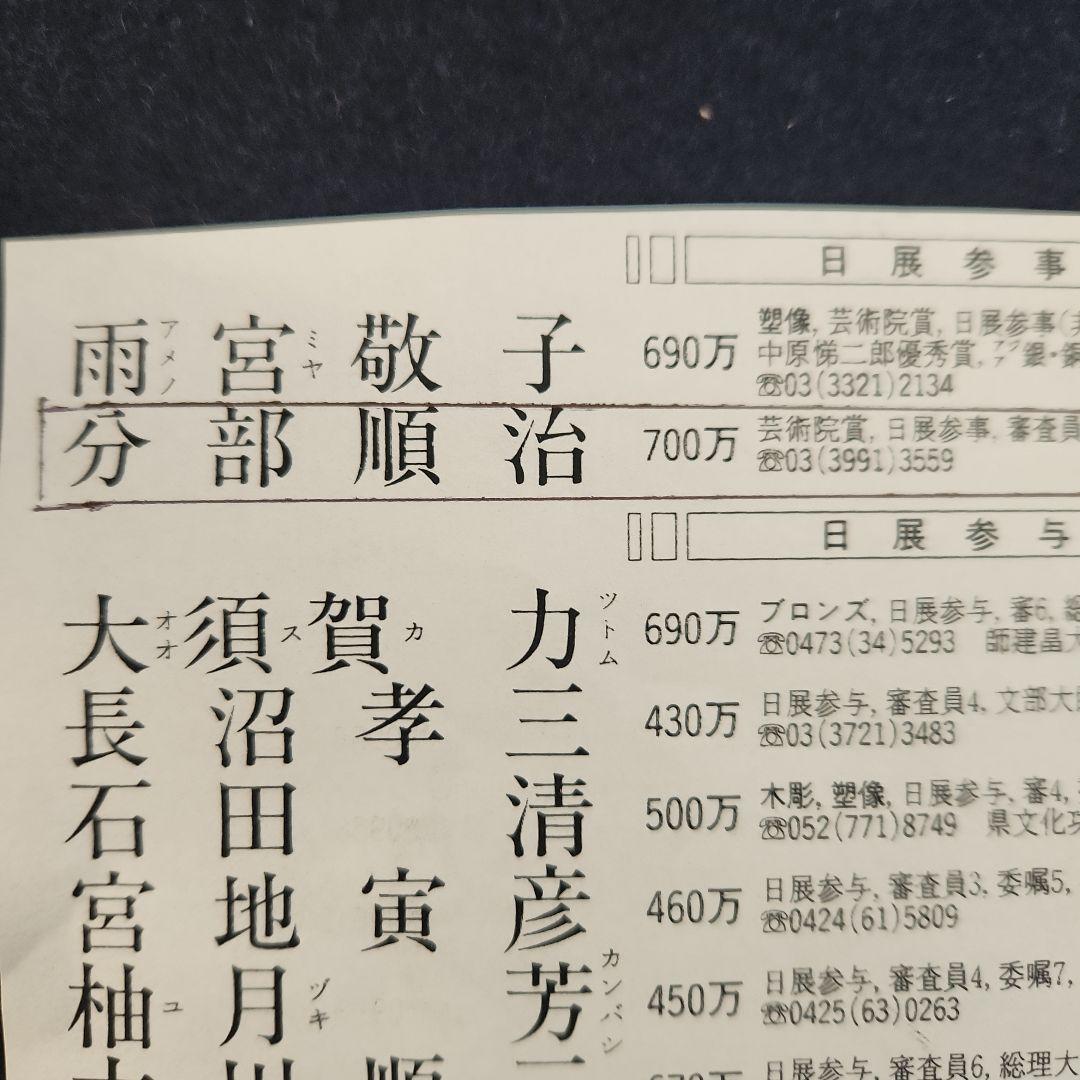 日展参事
雨アメノ宮ミヤ敬子 690万 塑像, 芸術院賞, 日展参事
中原悌二郎優秀賞,
☎03(3321)2134
分部順治 700万 芸術院賞, 日展参事, 審査員
☎03(3991)3559
日展参与
大オオ須ス賀カ力ツトム 690万 ブロンズ, 日展参与, 審6,
☎0473(34)5293 師建畠大
長沼孝三 430万 日展参与, 審査員4, 文部大
☎03(3721)3483
石田清 500万 木彫, 塑像, 日展参与, 審4,
☎052(771)8749 県文化
宮地寅彦 460万 日展参与, 審査員3, 委嘱5,
☎0424(61)5809
柚ユ月ヅキ芳カンバシ 450万 日展参与, 審査員4, 委嘱7,
☎0425(63)0263
日展参与, 審査員6, 総理大